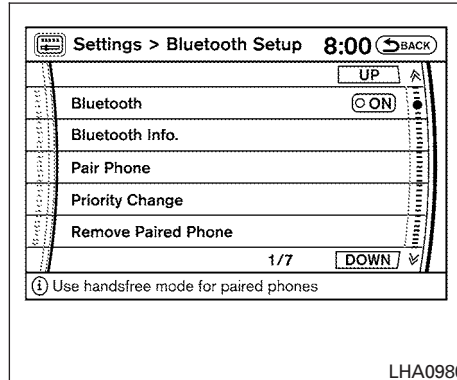 Settings > Bluetooth Setup 8:00 BACK
UP
Bluetooth ON
Bluetooth Info.
Pair Phone
Priority Change
Remove Paired Phone
1/7 DOWN
Use handsfree mode for paired phones
LHA0980